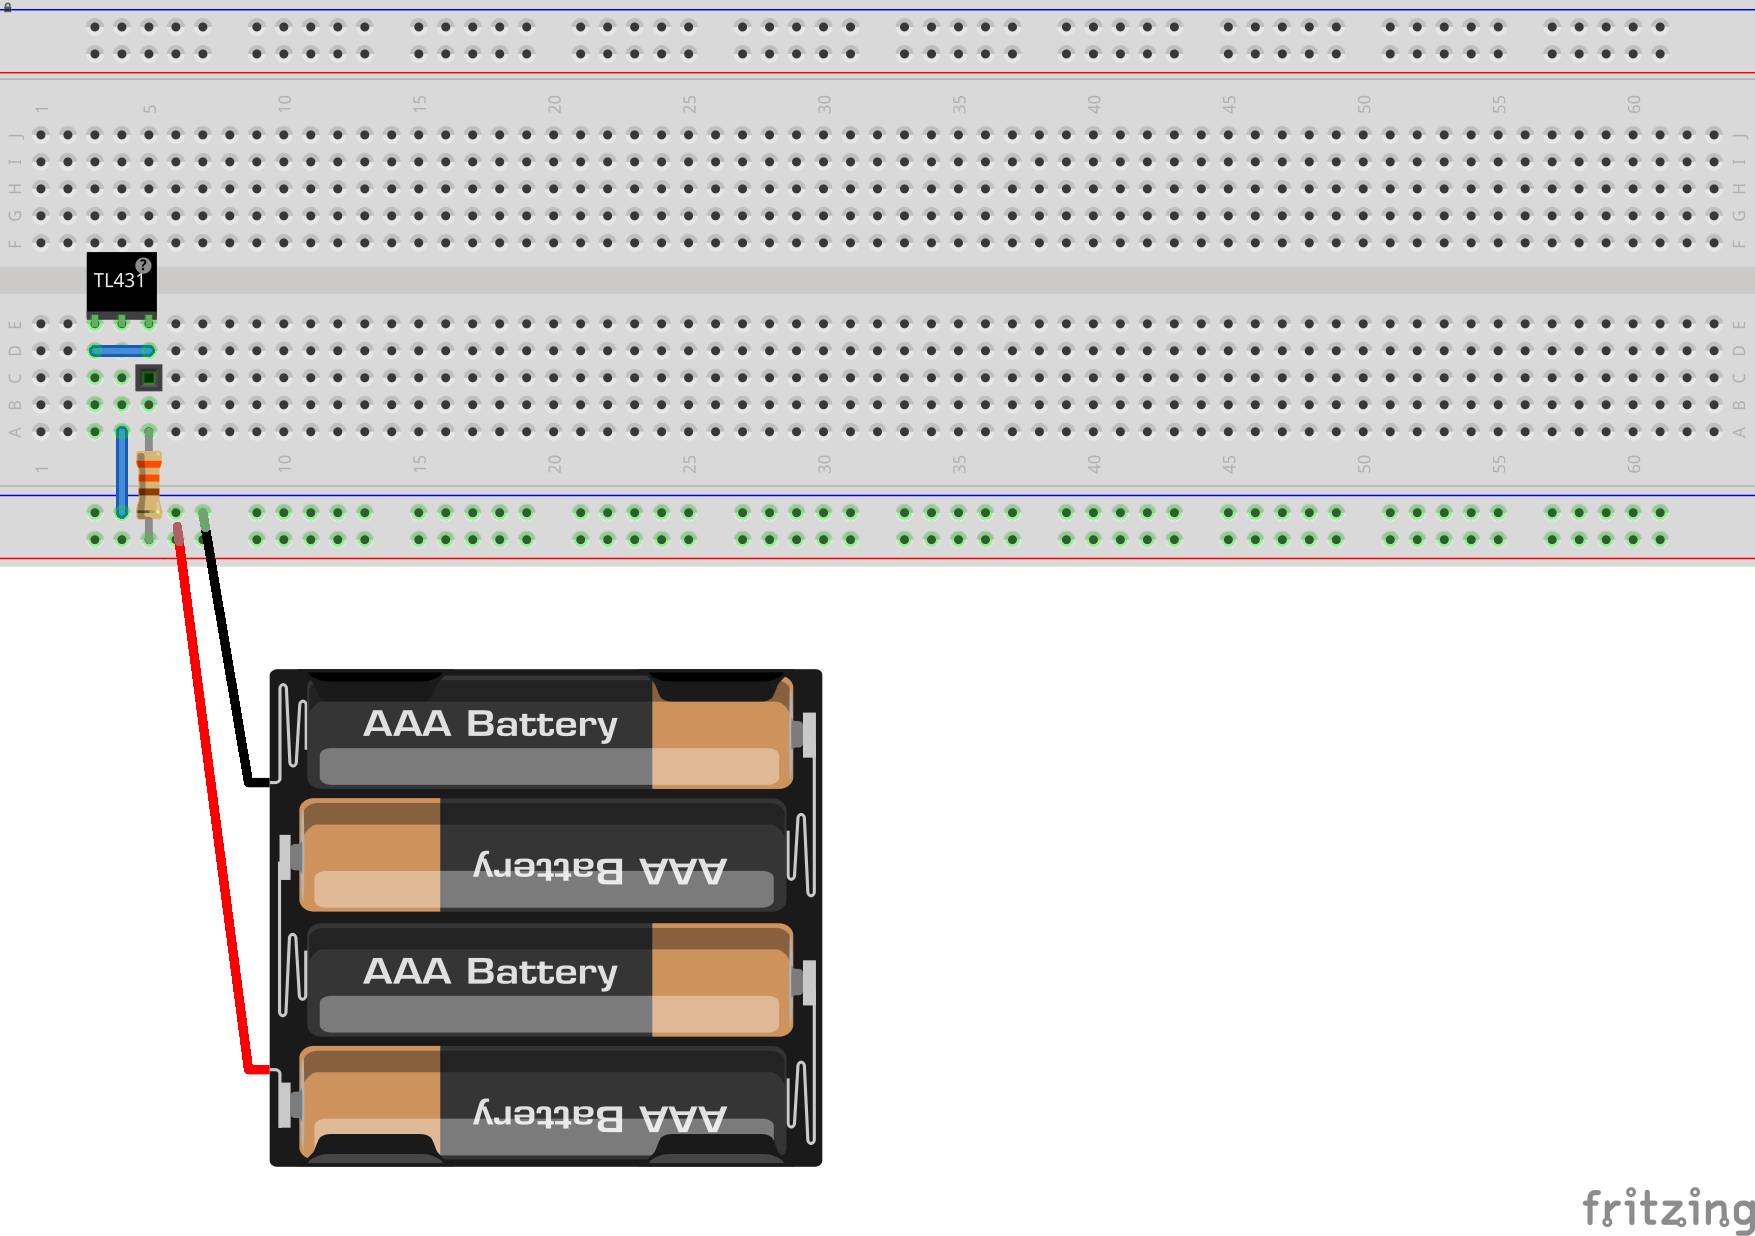 1 5 10 15 20 25 30 35 40 45 50 55 60
J J
I I
H H
G G
F F
TL431 ?
E E
D D
C C
B B
A A
1 10 15 20 25 30 35 40 45 50 55 60
AAA Battery
AAA Battery
AAA Battery
AAA Battery
fritzing